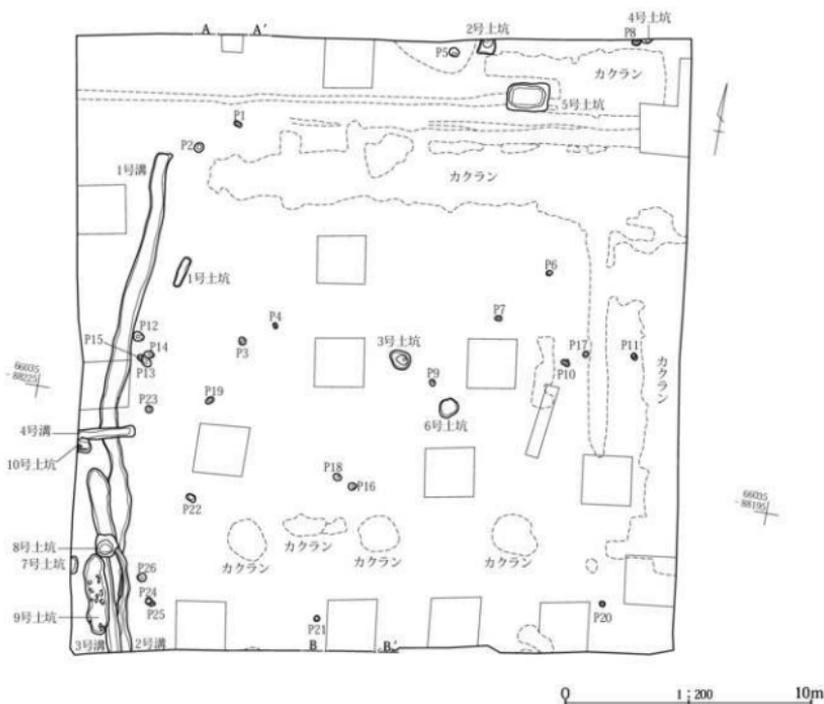 A A′
2号土坑
4号土坑
P8
P5
カクラン
5号土坑
P1
P2
1号溝
カクラン
1号土坑
P6
P7
P4
P12
P15
P14
P13
P3
3号土坑
P17
P11
P10
カクラン
66035
-88225
P9
P19
P23
6号土坑
4号溝
10号土坑
P18
P16
P22
66035
-88195
8号土坑
7号土坑
カクラン
カクラン
カクラン
カクラン
P26
P24
P25
9号土坑
P21
P20
3号溝
2号溝
B B′
0 1:200 10m